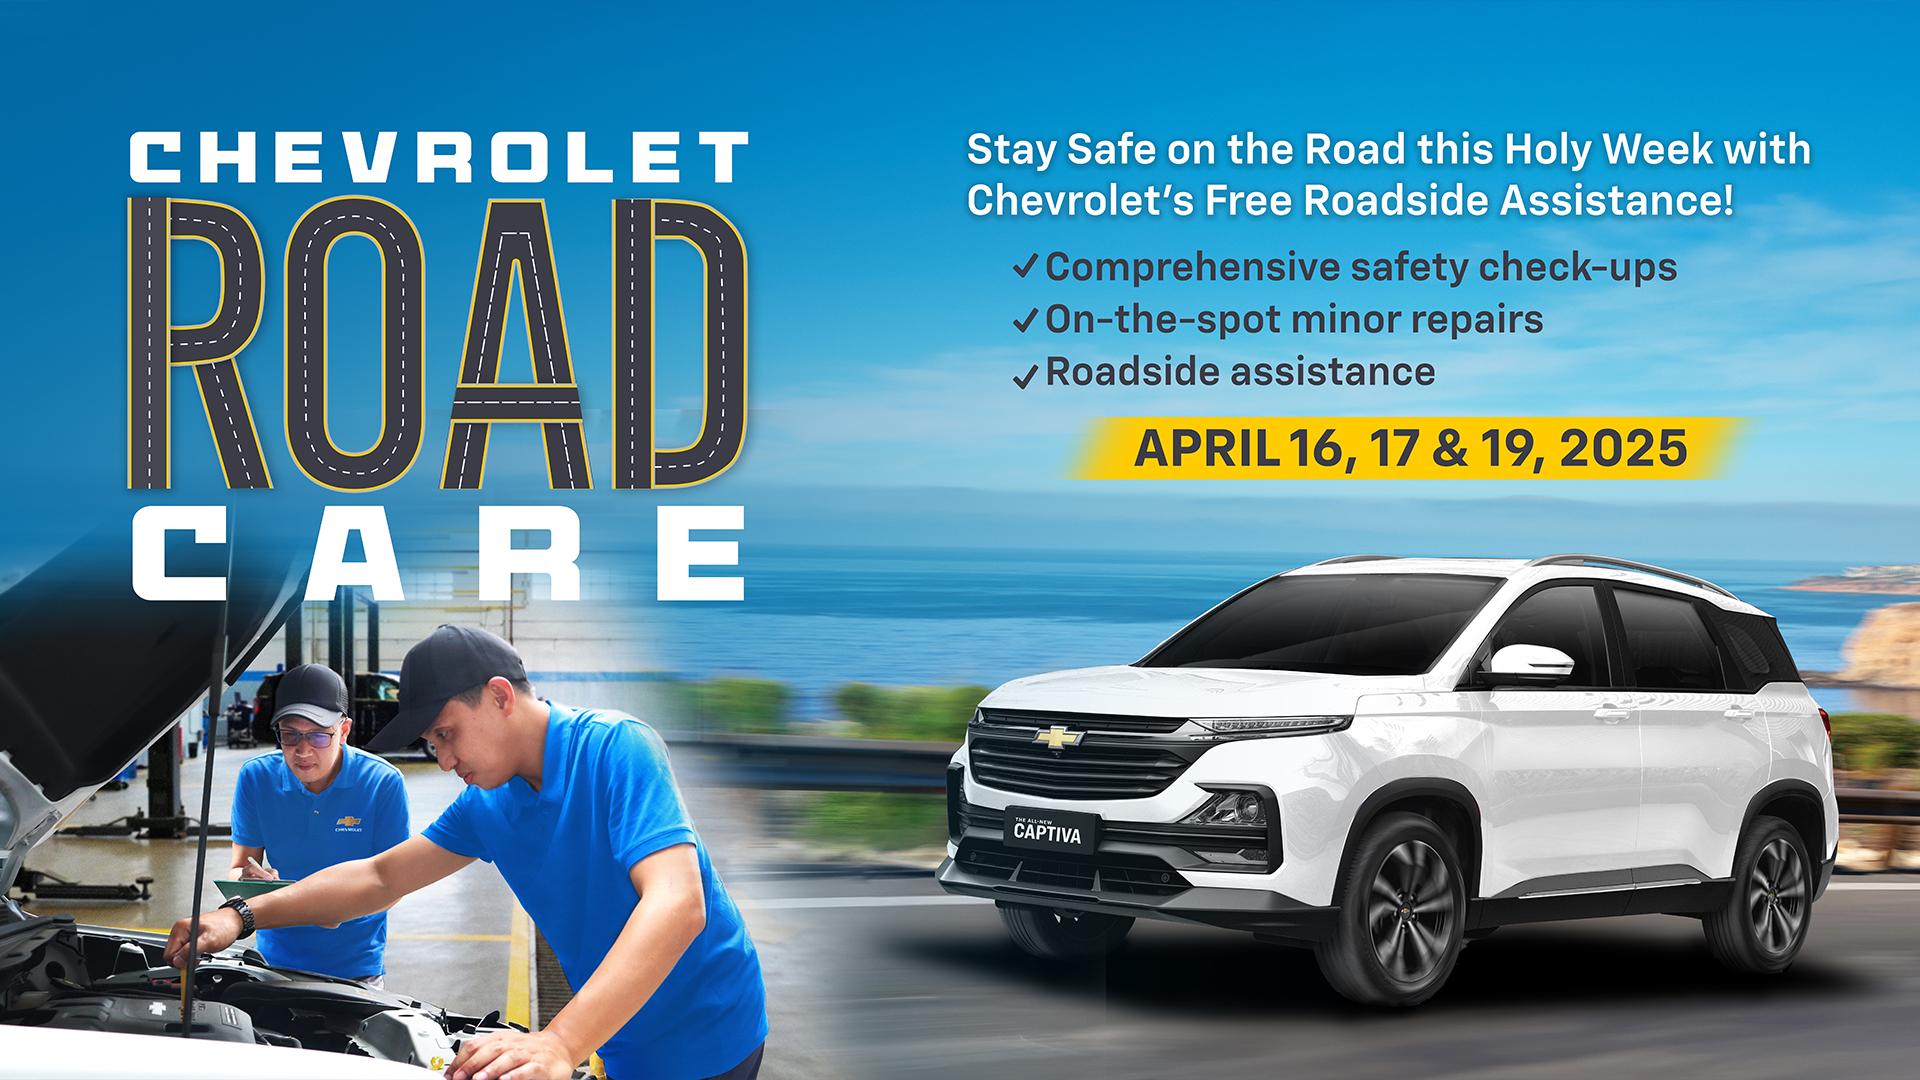 CHEVROLET
ROAD
CARE
Stay Safe on the Road this Holy Week with
Chevrolet's Free Roadside Assistance!
✓ Comprehensive safety check-ups
✓ On-the-spot minor repairs
✓ Roadside assistance
APRIL 16, 17 & 19, 2025
CHEVROLET
THE ALL-NEW
CAPTIVA